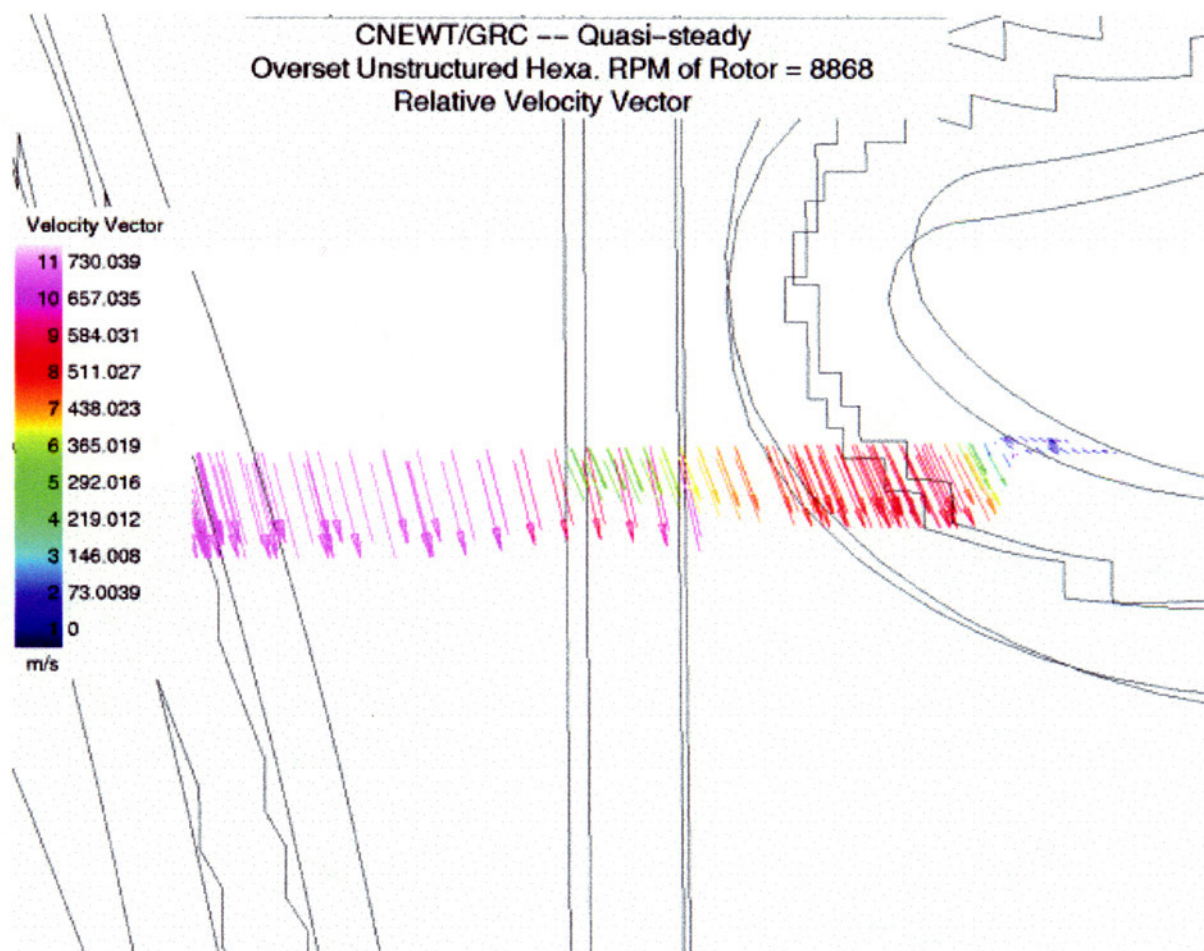 CNEWT/GRC -- Quasi-steady
Overset Unstructured Hexa. RPM of Rotor = 8868
Relative Velocity Vector
Velocity Vector
11 730.039
10 657.035
9 584.031
8 511.027
7 438.023
6 365.019
5 292.016
4 219.012
3 146.008
2 73.0039
1 0
m/s